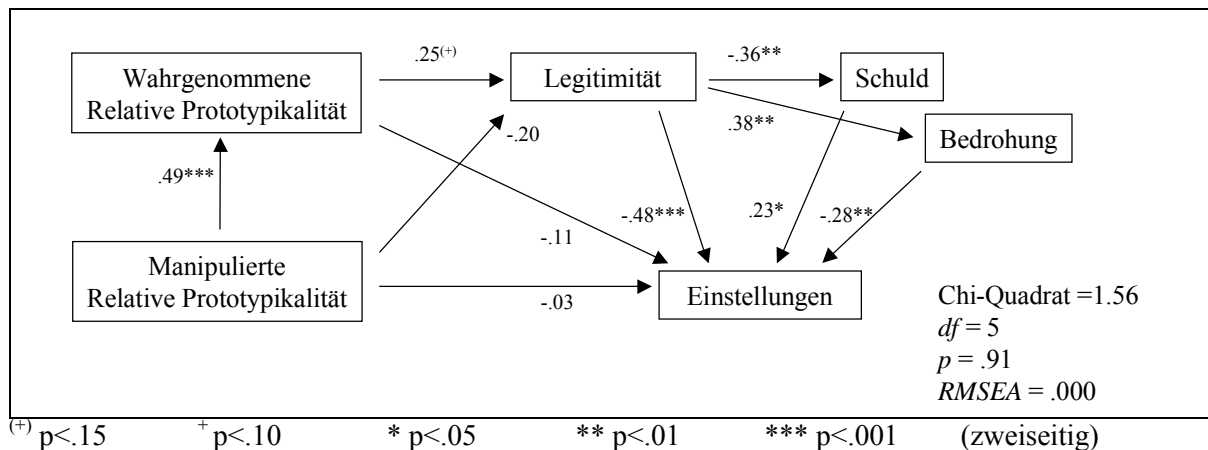 .25(+)
-.36**
Wahrgenommene
Relative Prototypikalität
Legitimität
Schuld
.38**
-.20
Bedrohung
.49***
-.48***
.23*
-.28**
-.11
Manipulierte
Relative Prototypikalität
-.03
Einstellungen
Chi-Quadrat =1.56
df = 5
p = .91
RMSEA = .000
(+) p<.15 + p<.10 * p<.05 ** p<.01 *** p<.001 (zweiseitig)